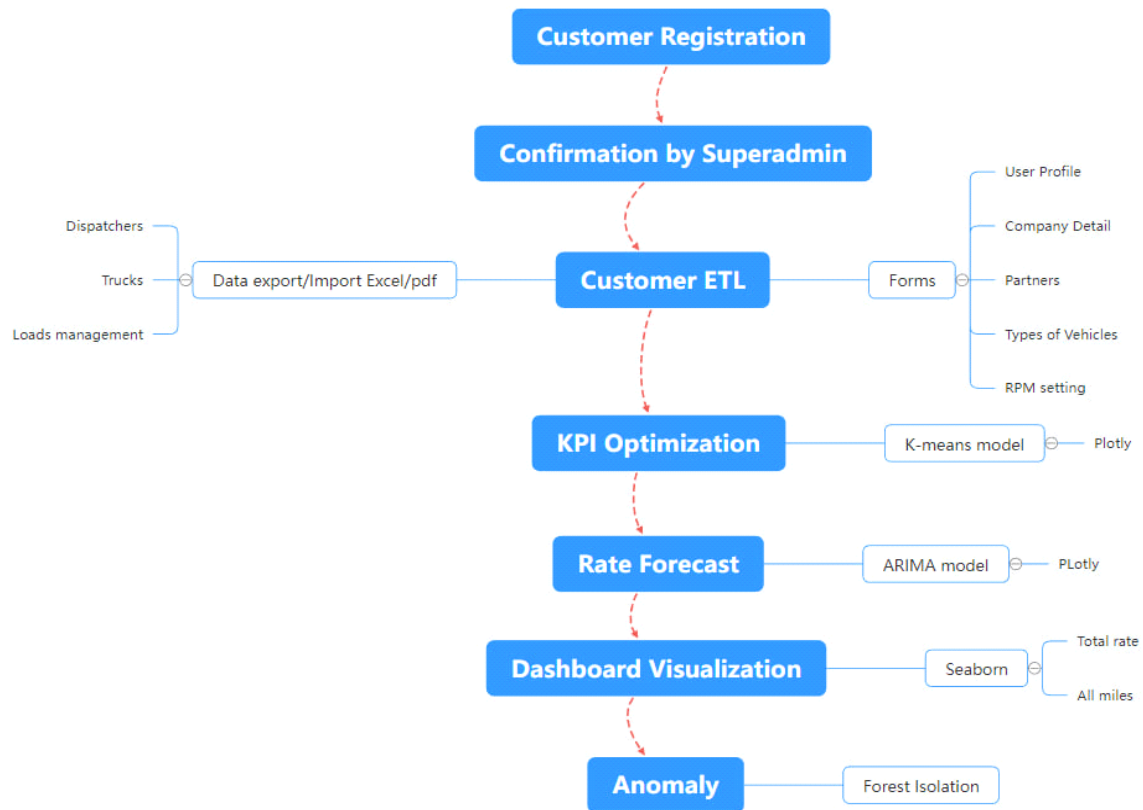 Customer Registration
Confirmation by Superadmin
User Profile
Dispatchers
Company Detail
Trucks
Data export/Import Excel/pdf
Customer ETL
Forms
Partners
Loads management
Types of Vehicles
RPM setting
KPI Optimization
K-means model
Plotly
Rate Forecast
ARIMA model
PLotly
Dashboard Visualization
Seaborn
Total rate
All miles
Anomaly
Forest Isolation